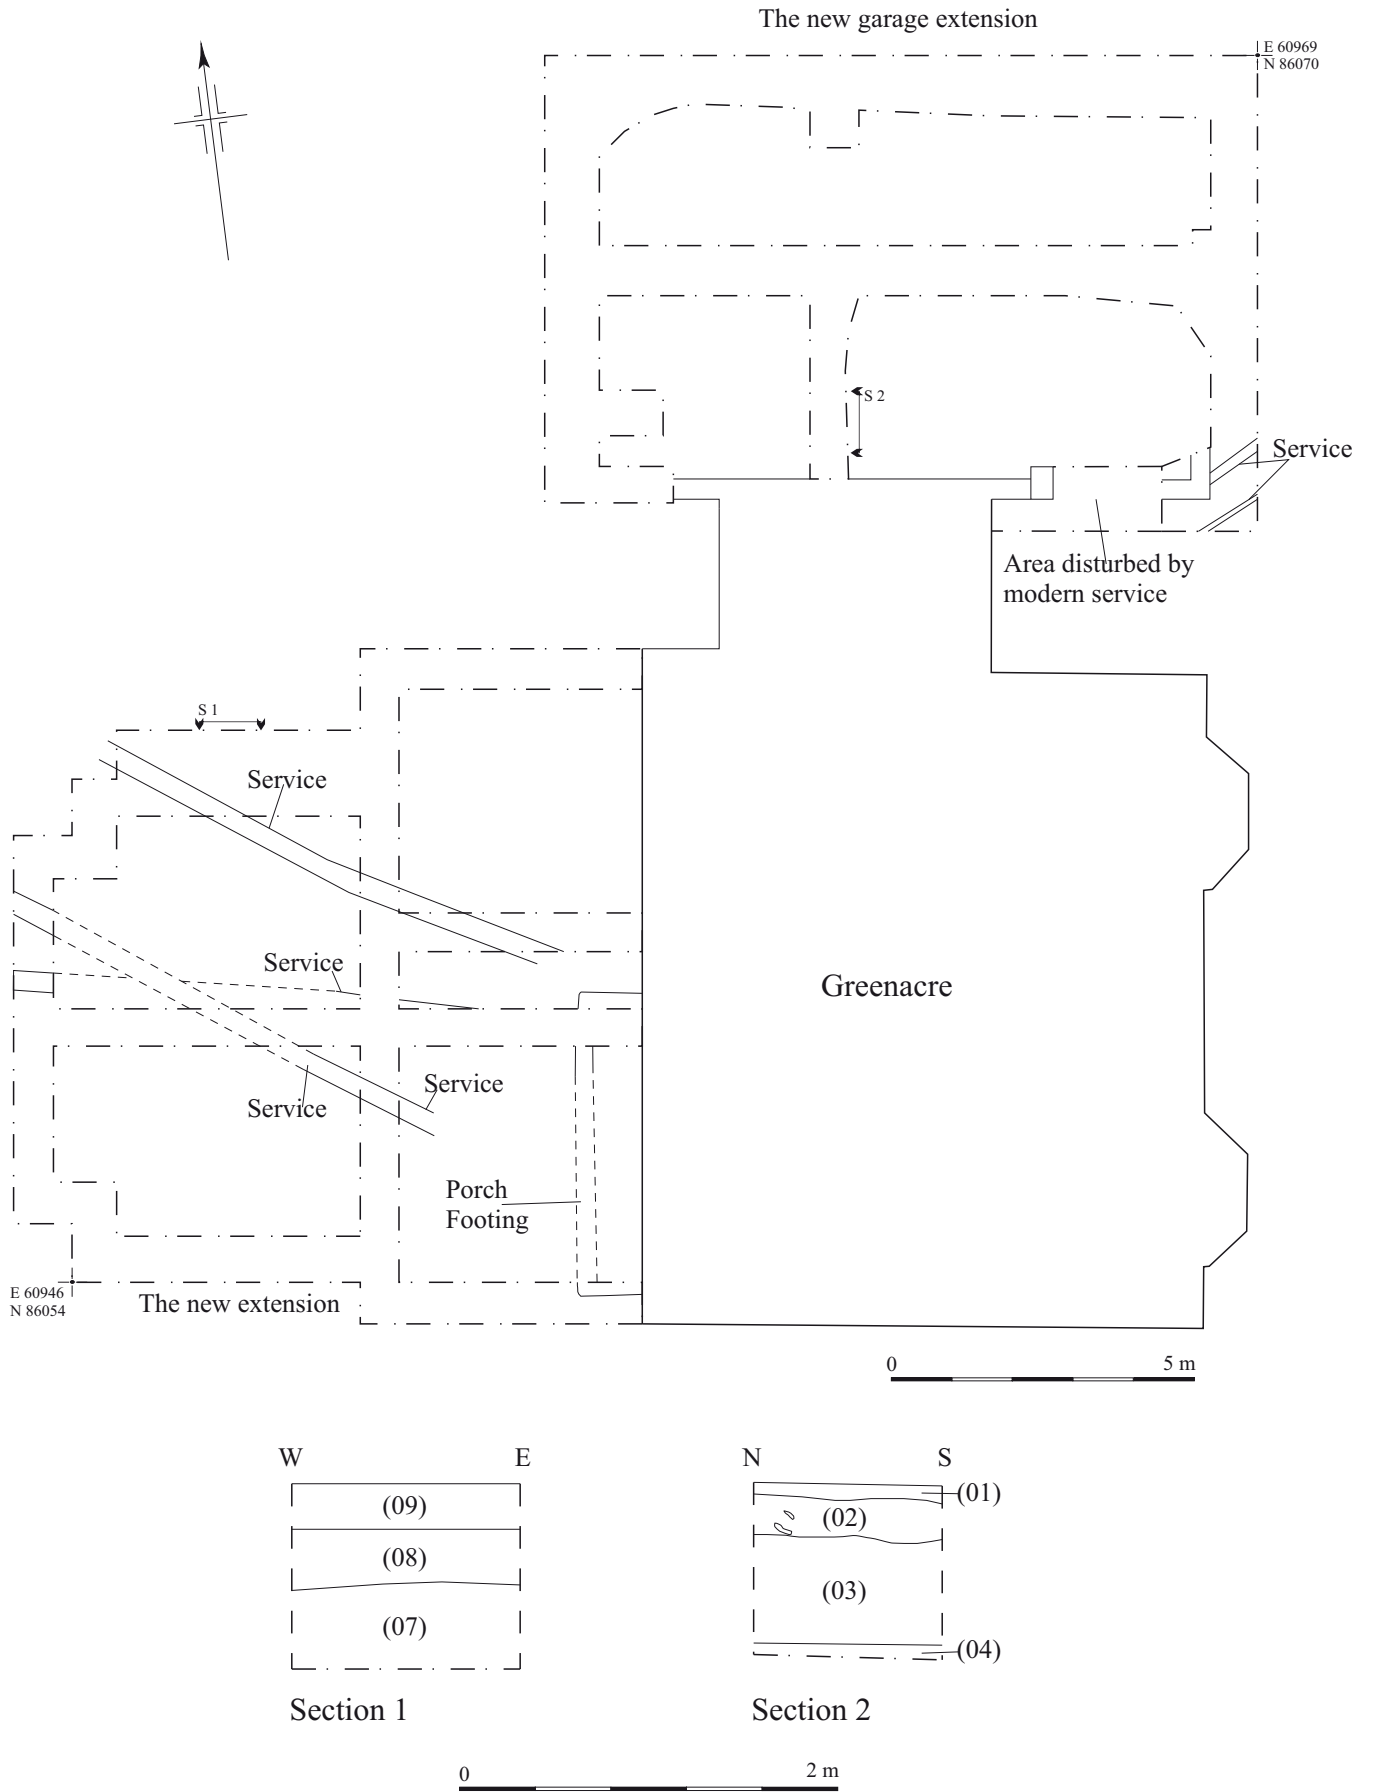 The new garage extension
E 60969
N 86070
S 2
Service
Area disturbed by
modern service
S 1
Service
Service
Greenacre
Service
Service
Porch
Footing
E 60946
N 86054
The new extension
0 5 m
W E
(09)
(08)
(07)
Section 1
N S
(01)
(02)
(03)
(04)
Section 2
0 2 m